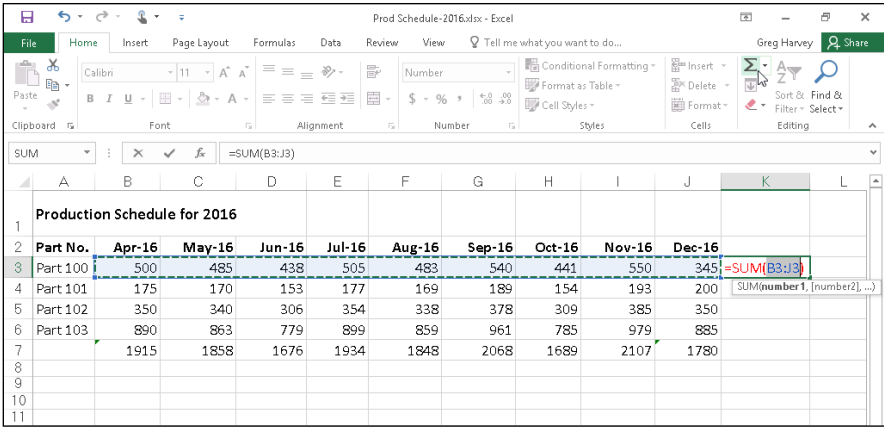 Prod Schedule-2016.xlsx - Excel
File Home Insert Page Layout Formulas Data Review View Tell me what you want to do... Greg Harvey Share
Calibri 11 A A Number Conditional Formatting Insert Σ A
Paste Format as Table Delete Z Sort & Find &
B I U A $ % , .00 Cell Styles Format Filter Select
Clipboard Font Alignment Number Styles Cells Editing
SUM fx =SUM(B3:J3)
A B C D E F G H I J K L
1 Production Schedule for 2016
2 Part No. Apr-16 May-16 Jun-16 Jul-16 Aug-16 Sep-16 Oct-16 Nov-16 Dec-16
3 Part 100 500 485 438 505 483 540 441 550 345 =SUM(B3:J3)
4 Part 101 175 170 153 177 169 189 154 193 200 SUM(number1, [number2], ...)
5 Part 102 350 340 306 354 338 378 309 385 350
6 Part 103 890 863 779 899 859 961 785 979 885
7 1915 1858 1676 1934 1848 2068 1689 2107 1780
8
9
10
11